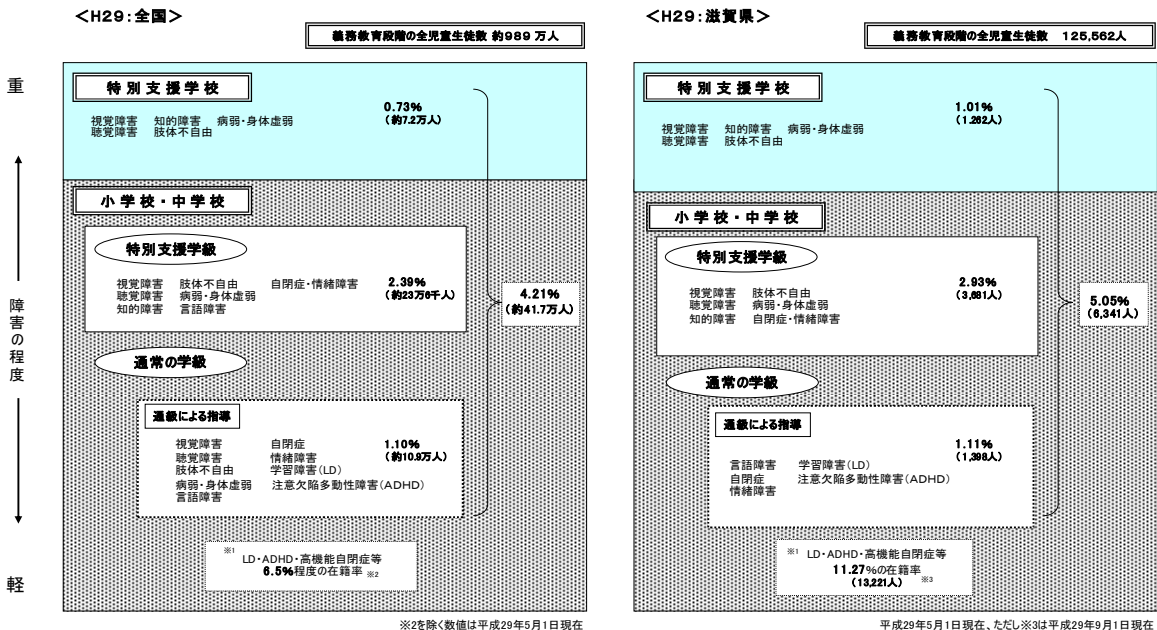 ＜H29：全国＞
義務教育段階の全児童生徒数 約989 万人
重
障害の程度
軽
特別支援学校
視覚障害 知的障害 病弱・身体虚弱
聴覚障害 肢体不自由
0.73%
(約7.2万人)
小学校・中学校
特別支援学級
視覚障害 肢体不自由 自閉症・情緒障害
聴覚障害 病弱・身体虚弱
知的障害 言語障害
2.39%
(約23万6千人)
4.21%
(約41.7万人)
通常の学級
通級による指導
視覚障害 自閉症
聴覚障害 情緒障害
肢体不自由 学習障害（LD）
病弱・身体虚弱 注意欠陥多動性障害（ADHD）
言語障害
1.10%
(約10.9万人)
※1 LD・ADHD・高機能自閉症等
6.5%程度の在籍率 ※2
※2を除く数値は平成29年5月1日現在
＜H29：滋賀県＞
義務教育段階の全児童生徒数 125,562人
特別支援学校
視覚障害 知的障害 病弱・身体虚弱
聴覚障害 肢体不自由
1.01%
(1.262人)
小学校・中学校
特別支援学級
視覚障害 肢体不自由
聴覚障害 病弱・身体虚弱
知的障害 自閉症・情緒障害
2.93%
(3,681人)
5.05%
(6,341人)
通常の学級
通級による指導
言語障害 学習障害（LD）
自閉症 注意欠陥多動性障害（ADHD）
情緒障害
1.11%
(1,398人)
※1 LD・ADHD・高機能自閉症等
11.27%の在籍率
(13,221人) ※3
平成29年5月1日現在、ただし※3は平成29年9月1日現在